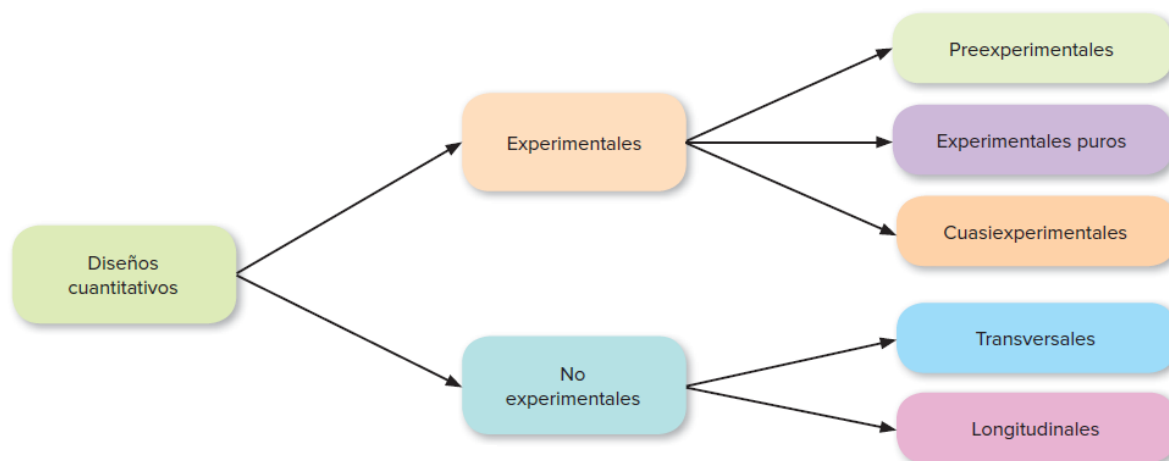 Diseños
cuantitativos
Experimentales
No
experimentales
Preexperimentales
Experimentales puros
Cuasiexperimentales
Transversales
Longitudinales